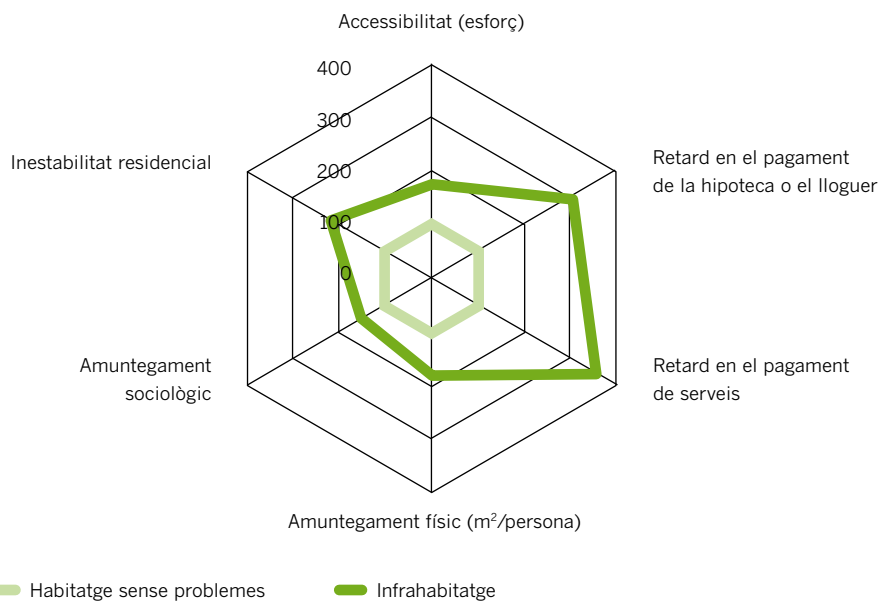 Accessibilitat (esforç)
400
300
200
100
0
Inestabilitat residencial
Retard en el pagament
de la hipoteca o el lloguer
Amuntegament
sociològic
Retard en el pagament
de serveis
Amuntegament físic (m²/persona)
Habitatge sense problemes
Infrahabitatge